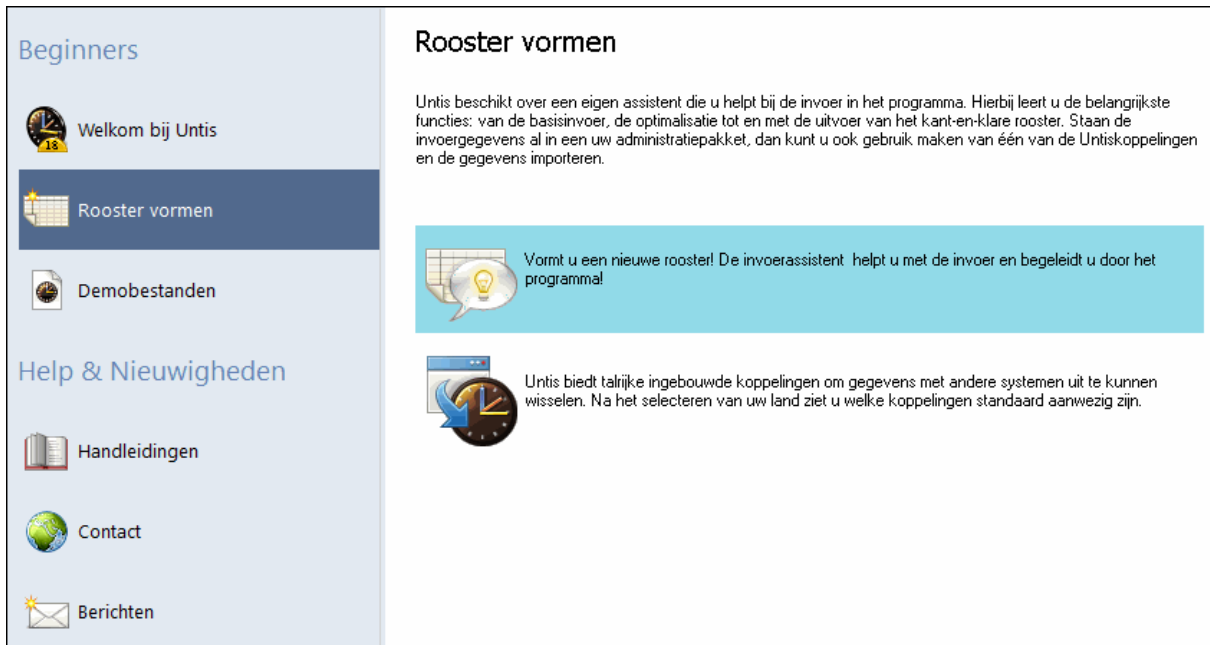 Beginners
18
Welkom bij Untis
Rooster vormen
Demobestanden
Help & Nieuwigheden
Handleidingen
Contact
Berichten
Rooster vormen
Untis beschikt over een eigen assistent die u helpt bij de invoer in het programma. Hierbij leert u de belangrijkste
functies: van de basisinvoer, de optimalisatie tot en met de uitvoer van het kant-en-klare rooster. Staan de
invoergegevens al in een uw administratiepakket, dan kunt u ook gebruik maken van één van de Untiskoppelingen
en de gegevens importeren.
Vormt u een nieuwe rooster! De invoerassistent helpt u met de invoer en begeleidt u door het
programma!
Untis biedt talrijke ingebouwde koppelingen om gegevens met andere systemen uit te kunnen
wisselen. Na het selecteren van uw land ziet u welke koppelingen standaard aanwezig zijn.